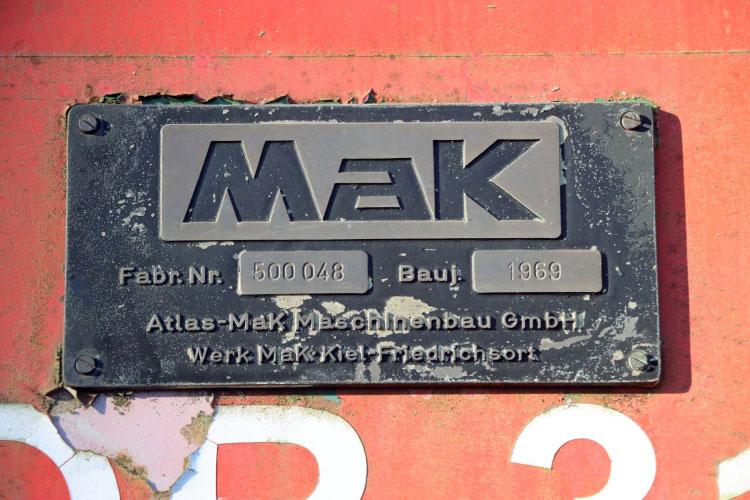 MaK
Fabr. Nr. 500 048 Bauj. 1969
Atlas-MaK Maschinenbau GmbH
Werk MaK Kiel-Friedrichsort